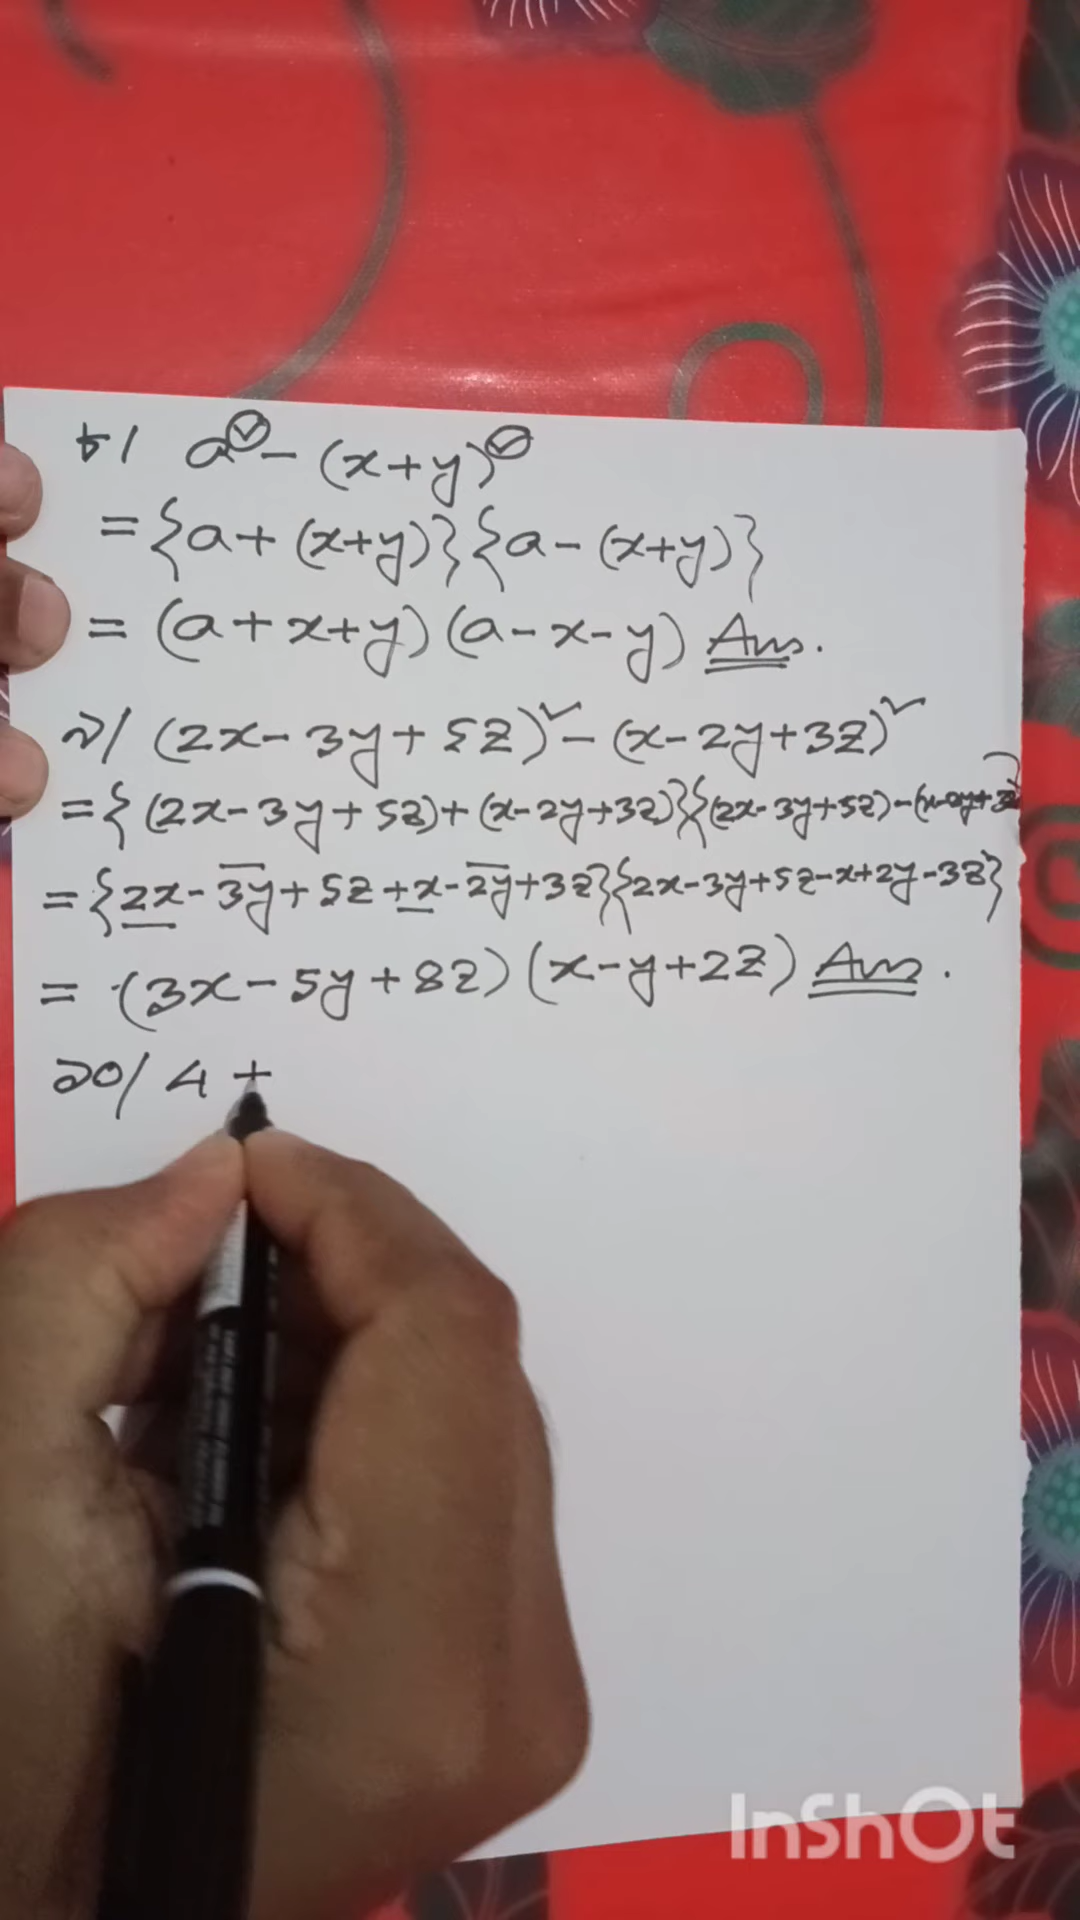 ৮। a² - (x+y)²
= {a + (x+y)} {a - (x+y)}
= (a + x + y) (a - x - y) Ans.
৯। (2x - 3y + 5z)² - (x - 2y + 3z)²
= { (2x - 3y + 5z) + (x - 2y + 3z)} {(2x - 3y + 5z) - (x - 2y + 3z
= {2x - 3y + 5z + x - 2y + 3z} {2x - 3y + 5z - x + 2y - 3z}
= (3x - 5y + 8z) (x - y + 2z) Ans.
১০। 4 +
InShOt